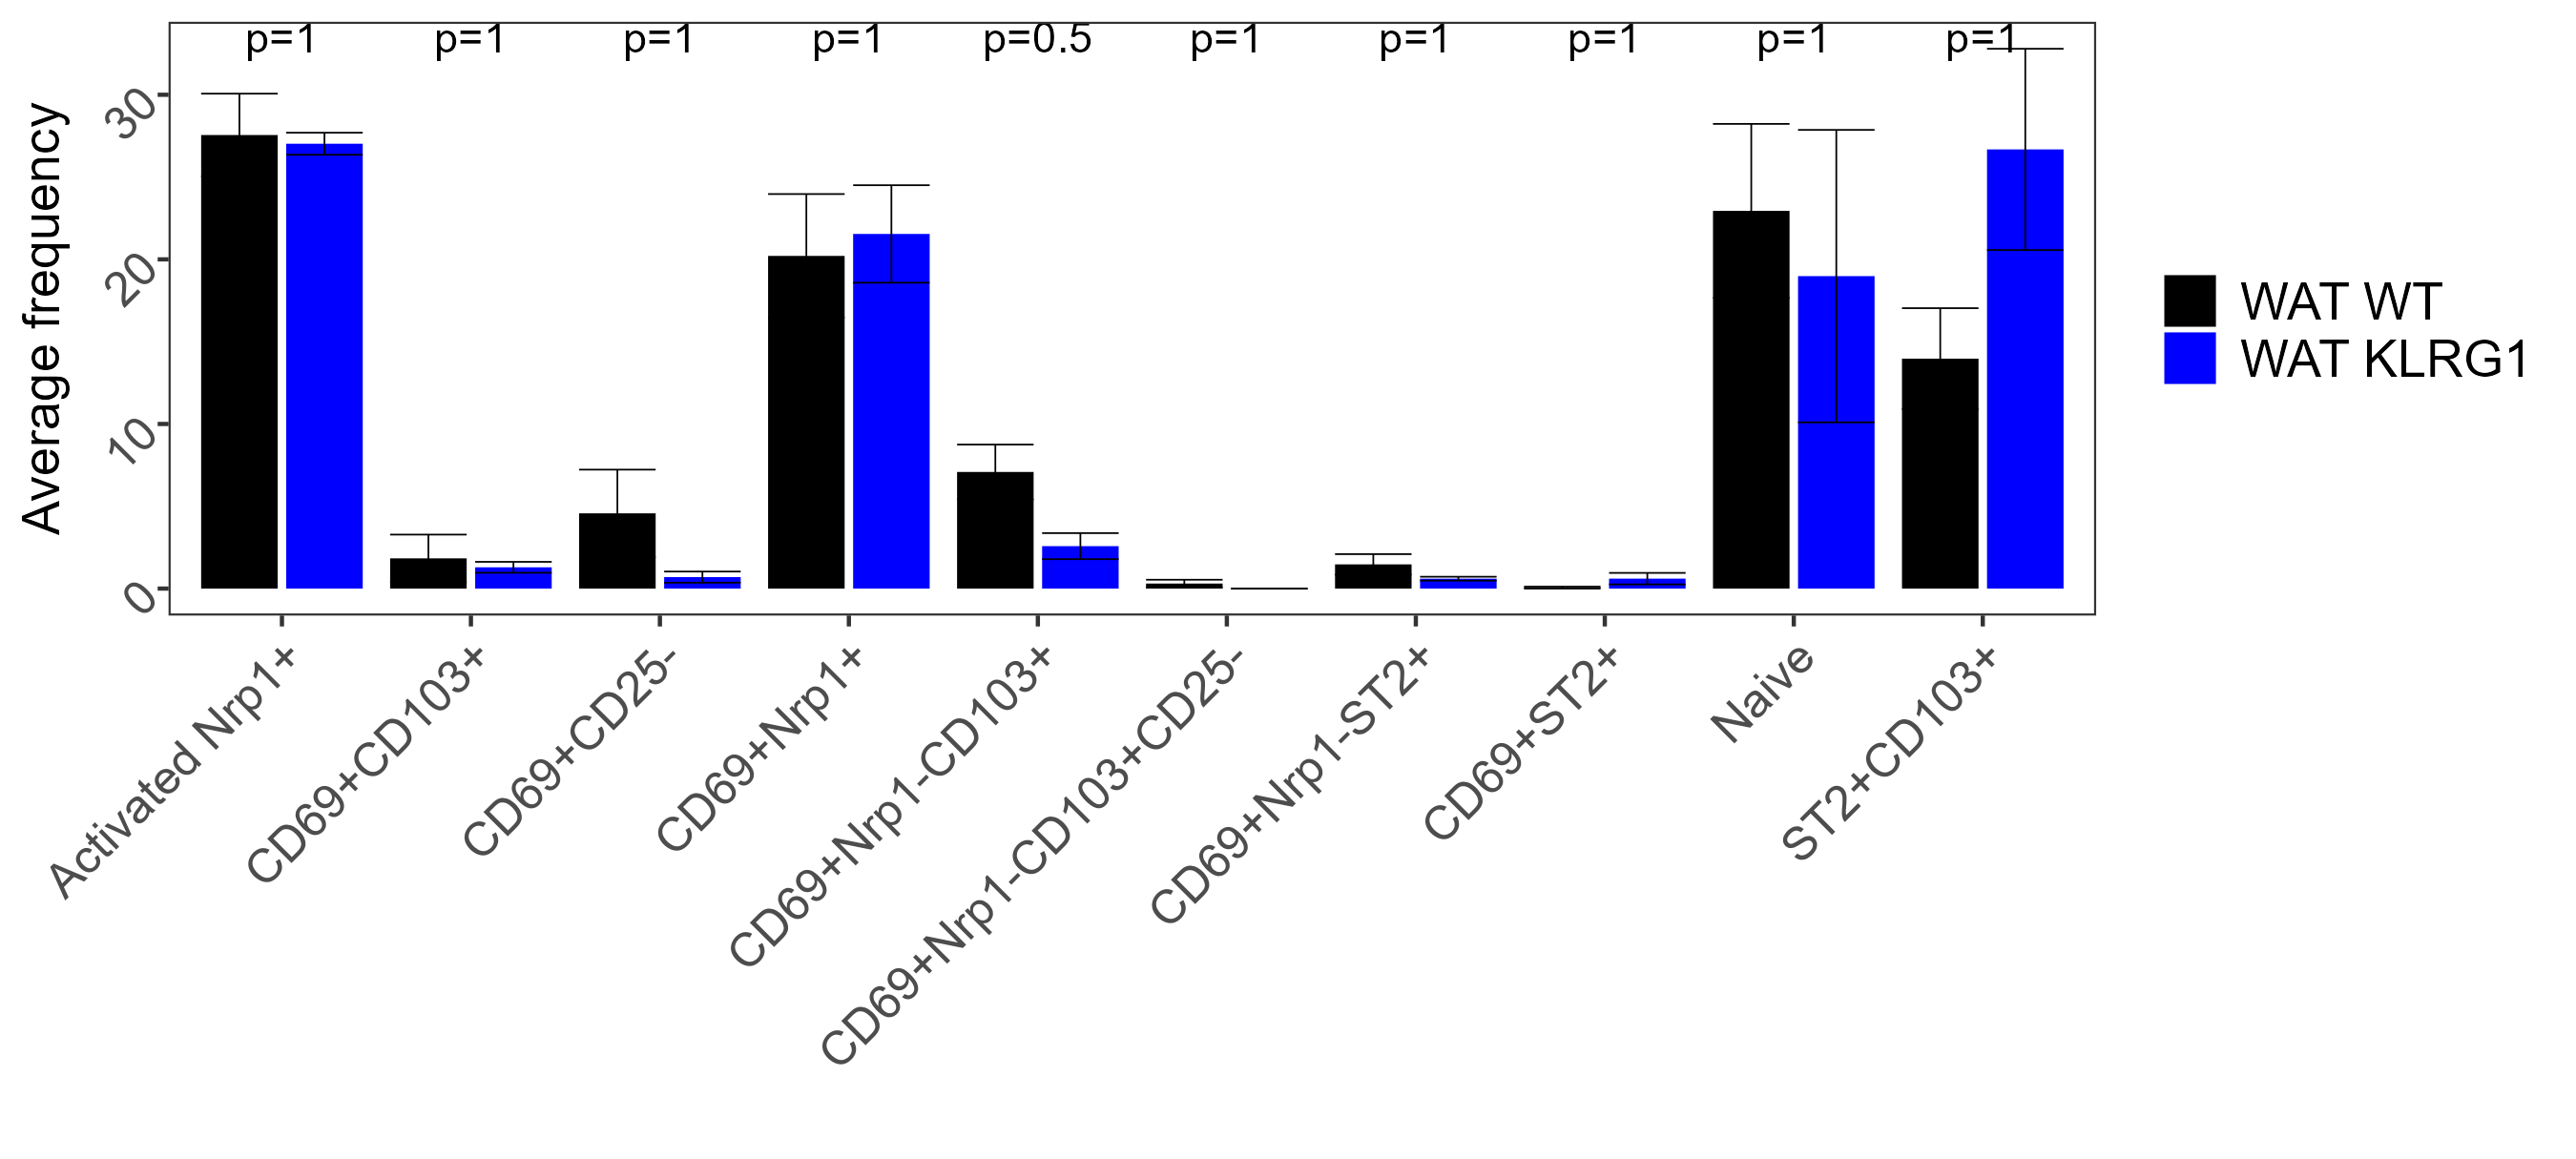 p=1 p=1 p=1 p=1 p=0.5 p=1 p=1 p=1 p=1 p=1
Average frequency
30
20
10
0
WAT WT
WAT KLRG1
Activated Nrp1+
CD69+CD103+
CD69+CD25-
CD69+Nrp1+
CD69+Nrp1-CD103+
CD69+Nrp1-CD103+CD25-
CD69+Nrp1-ST2+
CD69+ST2+
Naive
ST2+CD103+